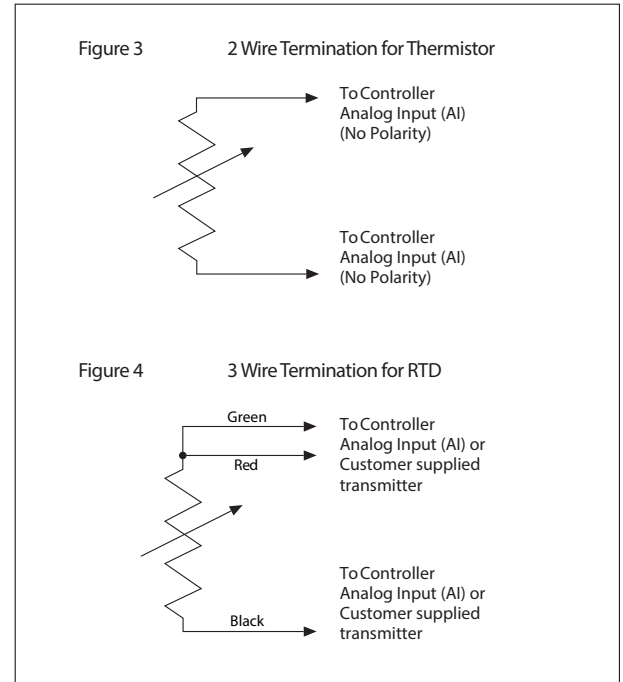 Figure 3 2 Wire Termination for Thermistor
To Controller
Analog Input (AI)
(No Polarity)
To Controller
Analog Input (AI)
(No Polarity)
Figure 4 3 Wire Termination for RTD
Green
Red
To Controller
Analog Input (AI) or
Customer supplied
transmitter
Black
To Controller
Analog Input (AI) or
Customer supplied
transmitter